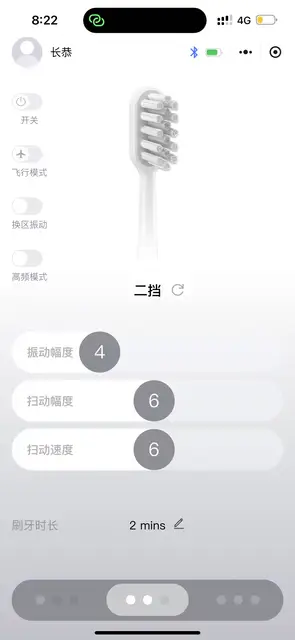 8:22
4G
长恭
开关
飞行模式
换区振动
高频模式
二挡
振动幅度 4
扫动幅度 6
扫动速度 6
刷牙时长 2 mins